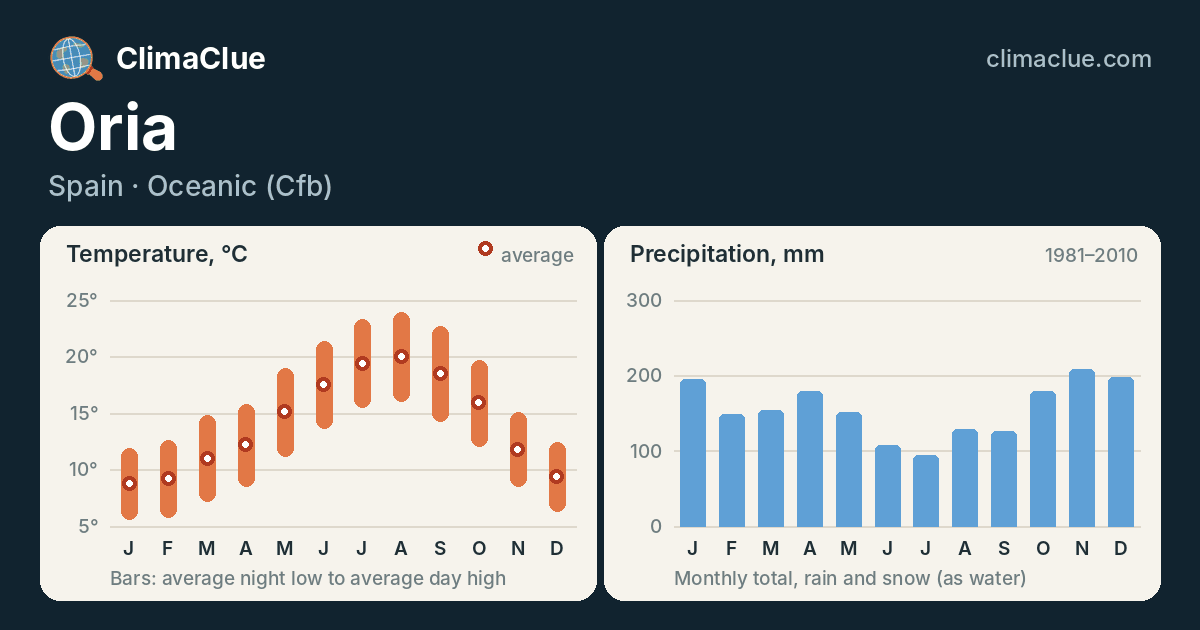 ClimaClue
climaclue.com
Oria
Spain · Oceanic (Cfb)
Temperature, °C
average
25°
20°
15°
10°
5°
J F M A M J J A S O N D
Bars: average night low to average day high
Precipitation, mm
1981–2010
300
200
100
0
J F M A M J J A S O N D
Monthly total, rain and snow (as water)